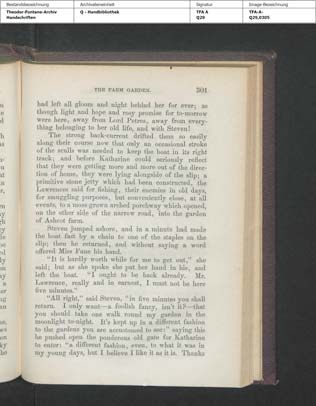 Bestandsbezeichnung
Archivalieneinheit
Signatur
Image-Bezeichnung
Theodor-Fontane-Archiv
Handschriften
Q - Handbibliothek
TFA A
Q29
TFA-A-
Q29,0305
THE FARM GARDEN. 301
had left all gloom and night behind her for ever; as
though light and hope and rosy promise for to-morrow
were here, away from Lord Petres, away from every-
thing belonging to her old life, and with Steven!
The strong back-current drifted them so easily
along their course now that only an occasional stroke
of the sculls was needed to keep the boat in its right
track; and before Katharine could seriously reflect
that they were getting more and more out of the direc-
tion of home, they were lying alongside of the slip; a
primitive stone jetty which had been constructed, the
Lawrences said for fishing, their enemies in old days,
for smuggling purposes, but conveniently close, at all
events, to a moss grown arched porchway which opened,
on the other side of the narrow road, into the garden
of Ashcot farm.
Steven jumped ashore, and in a minute had made
the boat fast by a chain to one of the staples on the
slip; then he returned, and without saying a word
offered Miss Fane his hand.
"It is hardly worth while for me to get out," she
said; but as she spoke she put her hand in his, and
left the boat. "I ought to be back already. Mr.
Lawrence, really and in earnest, I must not be here
five minutes."
"All right," said Steven, "in five minutes you shall
return. I only want—a foolish fancy, isn't it?—that
you should take one walk round my garden in the
moonlight to-night. It's kept up in a different fashion
to the gardens you are accustomed to see:" saying this
he pushed open the ponderous old gate for Katharine
to enter: "a different fashion, even, to what it was in
my young days, but I believe I like it as it is. Thanks